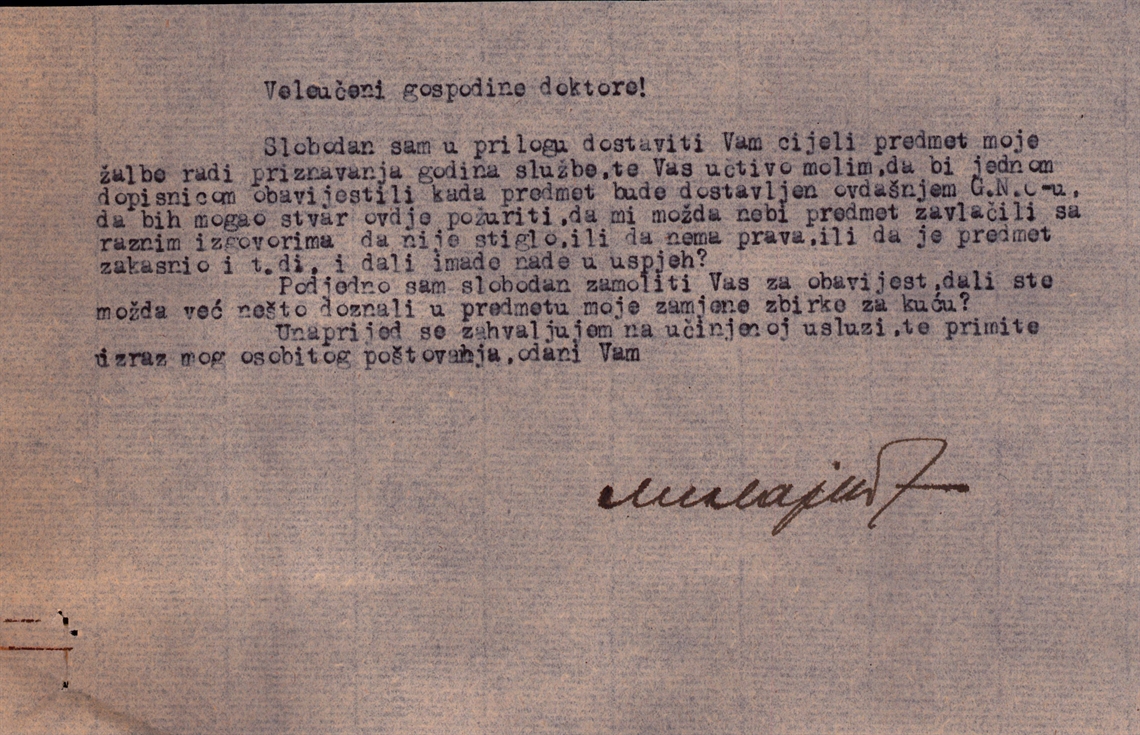 Veleučeni gospodine doktore!
Slobodan sam u prilogu dostaviti Vam cijeli predmet moje
žalbe radi priznavanja godina službe,te Vas učtivo molim,da bi jednom
dopisnicom obavijestili kada predmet bude dostavljen ovdašnjem G.N.o-u,
da bih mogao stvar ovdje požuriti,da mi možda nebi predmet zavlačili sa
raznim izgovorima da nije stiglo,ili da nema prava,ili da je predmet
zakasnio i t.di, i dali imade nade u uspjeh?
Podjedno sam slobodan zamoliti Vas za obavijest,dali ste
možda već nešto doznali u predmetu moje zamjene zbirke za kuću?
Unaprijed se zahvaljujem na učinjenoj usluzi,te primite
izraz mog osobitog poštovanja,odani Vam